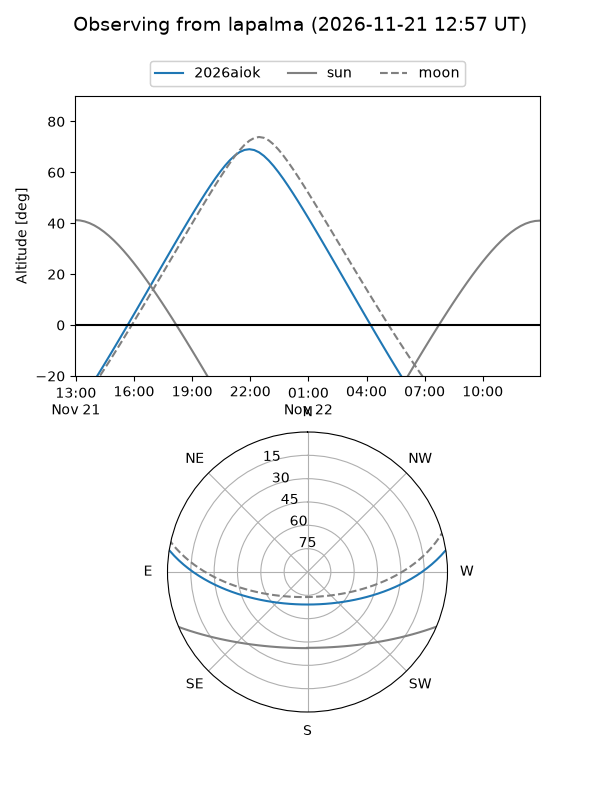 Observing from lapalma (2026-11-21 12:57 UT)
2026aiok sun moon
80
60
40
20
0
−20
Altitude [deg]
13:00 16:00 19:00 22:00 01:00 04:00 07:00 10:00
Nov 21 Nov 22
N
NE NW
15
30
45
60
75
E W
SE SW
S